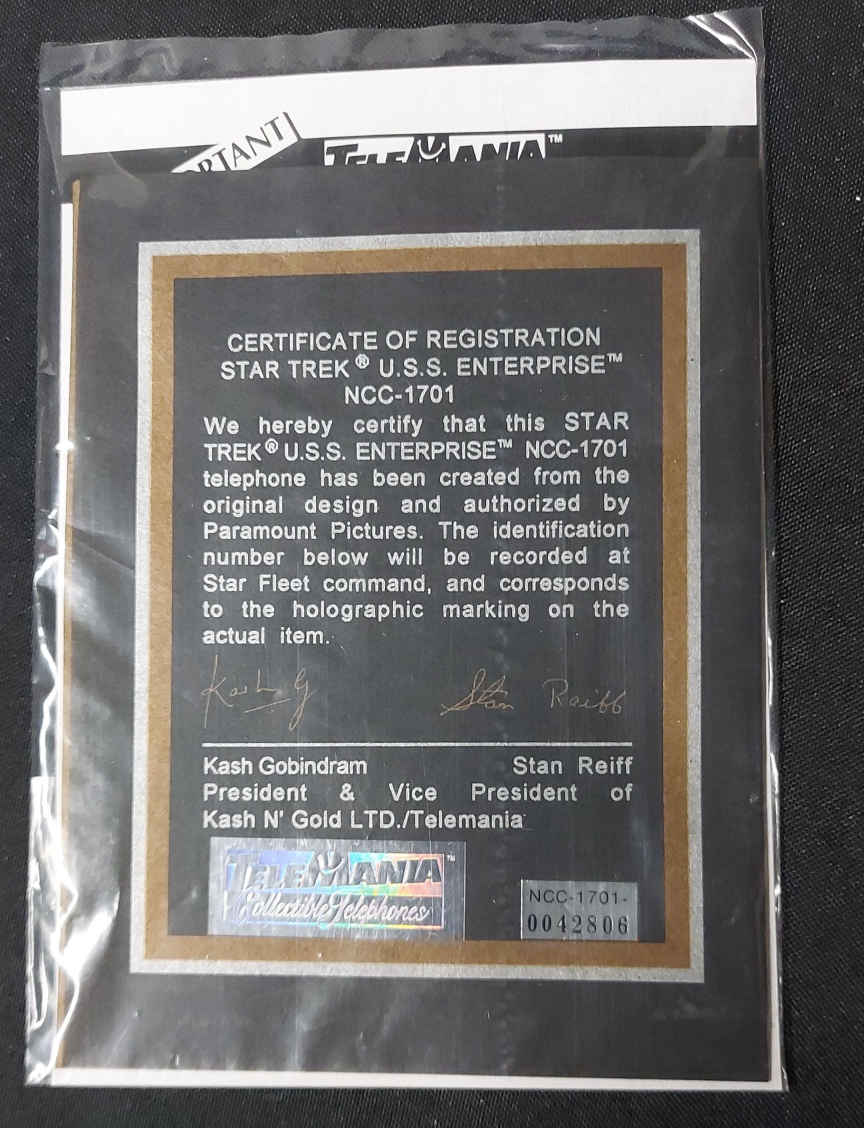 TELEMANIA™
CERTIFICATE OF REGISTRATION
STAR TREK® U.S.S. ENTERPRISE™
NCC-1701
We hereby certify that this STAR
TREK® U.S.S. ENTERPRISE™ NCC-1701
telephone has been created from the
original design and authorized by
Paramount Pictures. The identification
number below will be recorded at
Star Fleet command, and corresponds
to the holographic marking on the
actual item.
Kash G Stan Reiff
Kash Gobindram Stan Reiff
President & Vice President of
Kash N' Gold LTD./Telemania
TELEMANIA™
Collectible Telephones
NCC-1701-
0042806